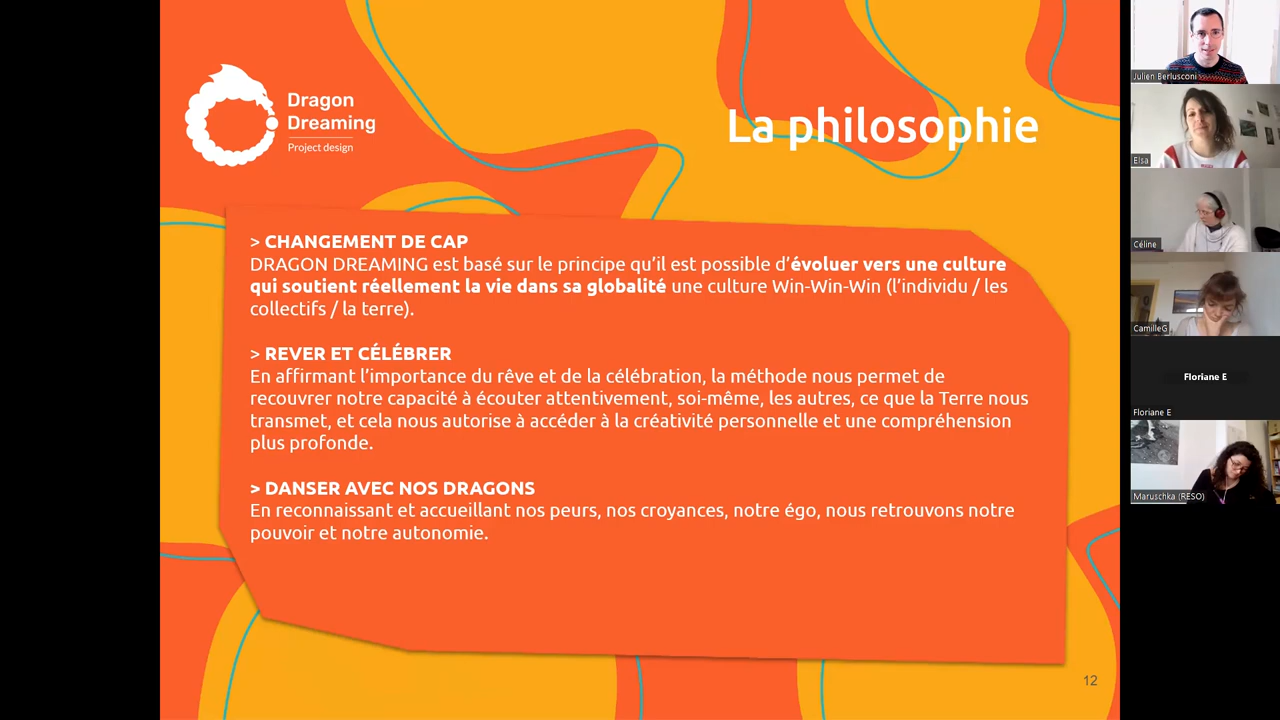 Dragon
Dreaming
Project design
La philosophie
> CHANGEMENT DE CAP
DRAGON DREAMING est basé sur le principe qu’il est possible d’évoluer vers une culture
qui soutient réellement la vie dans sa globalité une culture Win-Win-Win (l’individu / les
collectifs / la terre).
> REVER ET CÉLÉBRER
En affirmant l’importance du rêve et de la célébration, la méthode nous permet de
recouvrer notre capacité à écouter attentivement, soi-même, les autres, ce que la Terre nous
transmet, et cela nous autorise à accéder à la créativité personnelle et une compréhension
plus profonde.
> DANSER AVEC NOS DRAGONS
En reconnaissant et accueillant nos peurs, nos croyances, notre égo, nous retrouvons notre
pouvoir et notre autonomie.
12
Julien Berlusconi
Elsa
Céline
CamilleG
Floriane E
Floriane E
Maruschka (RESO)